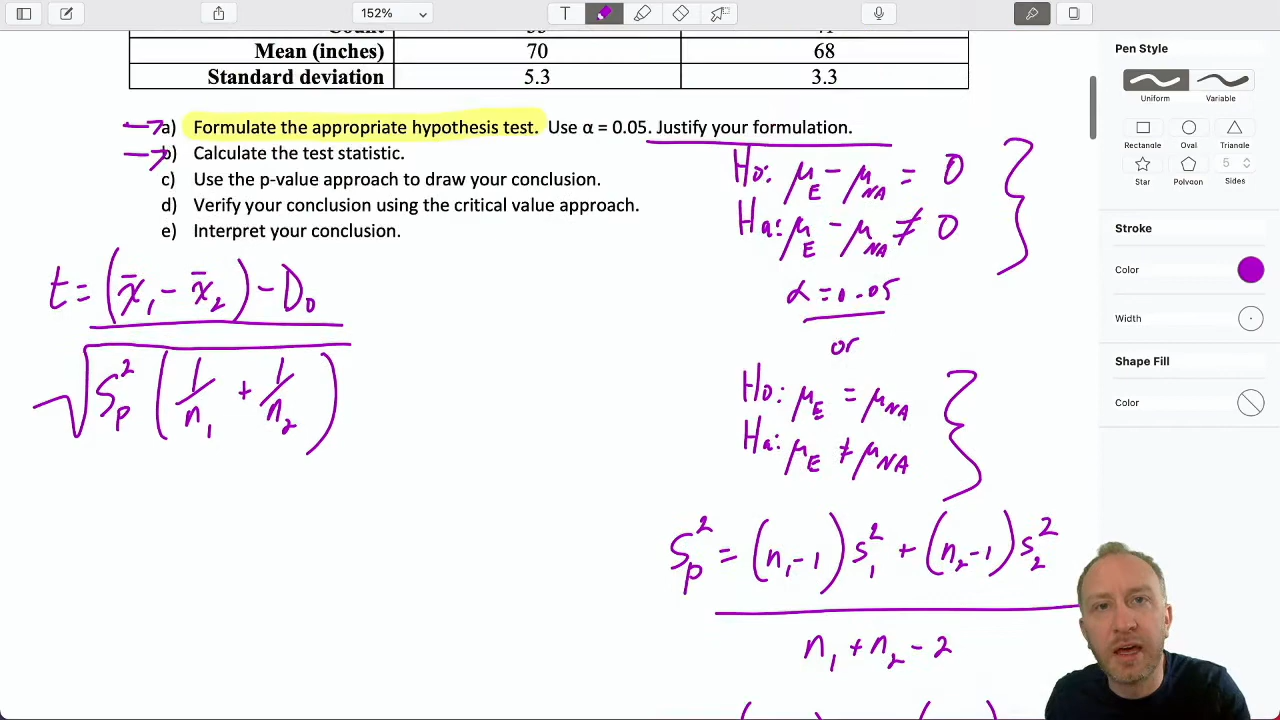 152%
T
Count
Mean (inches) 70 68
Standard deviation 5.3 3.3
a) Formulate the appropriate hypothesis test. Use α = 0.05. Justify your formulation.
b) Calculate the test statistic.
c) Use the p-value approach to draw your conclusion.
d) Verify your conclusion using the critical value approach.
e) Interpret your conclusion.
Ho: μE − μNA = 0
Ha: μE − μNA ≠ 0
α = 0.05
or
Ho: μE = μNA
Ha: μE ≠ μNA
t = (x̄1 − x̄2) − D0
√ Sp² (1/n1 + 1/n2)
Sp² = (n1−1) s1² + (n2−1) s2²
n1 + n2 − 2
Pen Style
Uniform Variable
Rectangle Oval Triangle
5
Star Polygon Sides
Stroke
Color
Width
Shape Fill
Color